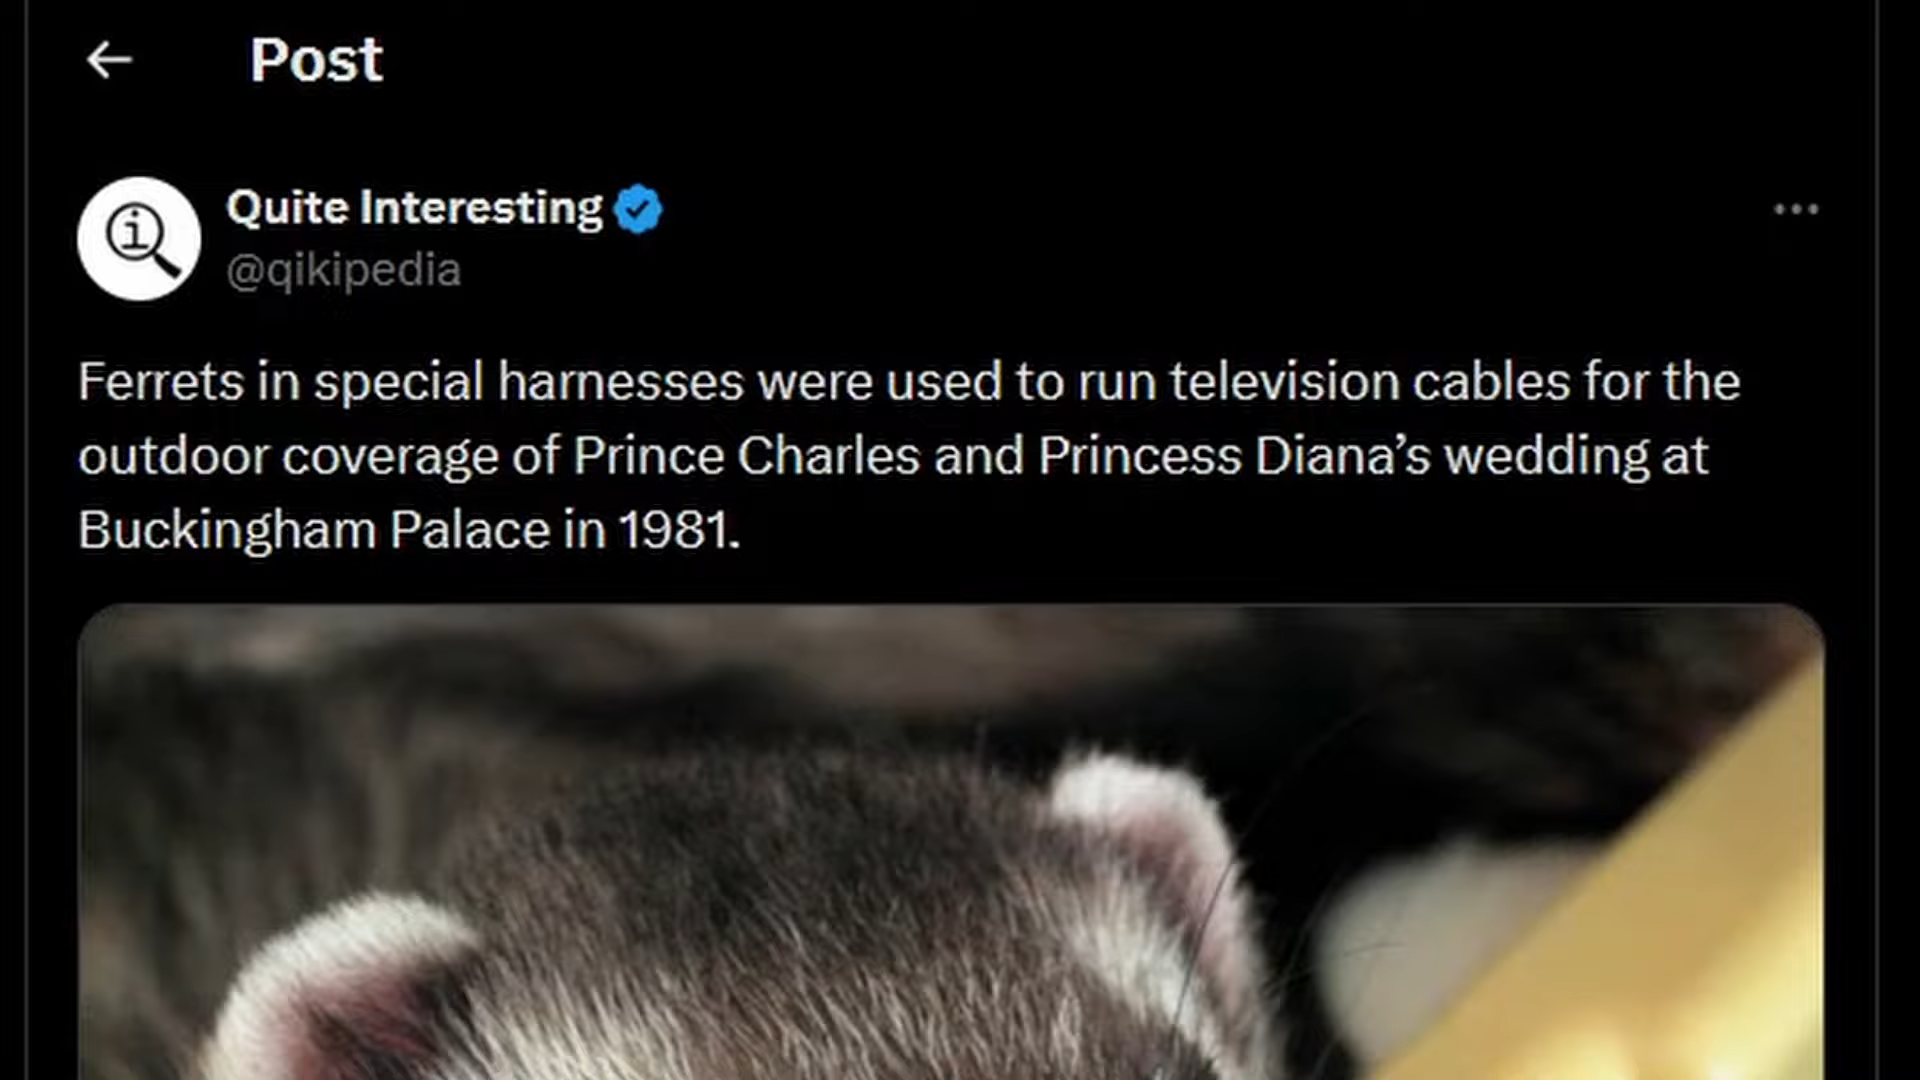 Post
Quite Interesting
@qikipedia
Ferrets in special harnesses were used to run television cables for the
outdoor coverage of Prince Charles and Princess Diana’s wedding at
Buckingham Palace in 1981.